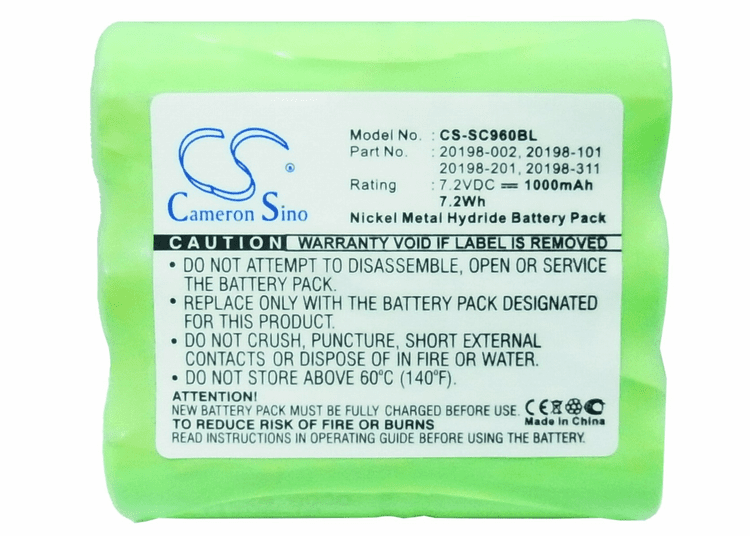 CS
®
Cameron Sino
Model No. : CS-SC960BL
Part No. : 20198-002, 20198-101
20198-201, 20198-311
Rating : 7.2VDC 1000mAh
7.2Wh
Nickel Metal Hydride Battery Pack
CAUTION WARRANTY VOID IF LABEL IS REMOVED
• DO NOT ATTEMPT TO DISASSEMBLE, OPEN OR SERVICE
THE BATTERY PACK.
• REPLACE ONLY WITH THE BATTERY PACK DESIGNATED
FOR THIS PRODUCT.
• DO NOT CRUSH, PUNCTURE, SHORT EXTERNAL
CONTACTS OR DISPOSE OF IN FIRE OR WATER.
• DO NOT STORE ABOVE 60°C (140°F).
ATTENTION!
NEW BATTERY PACK MUST BE FULLY CHARGED BEFORE USE.
TO REDUCE RISK OF FIRE OR BURNS
READ INSTRUCTIONS IN OPERATING GUIDE BEFORE USING THE BATTERY.
CE
Made in China